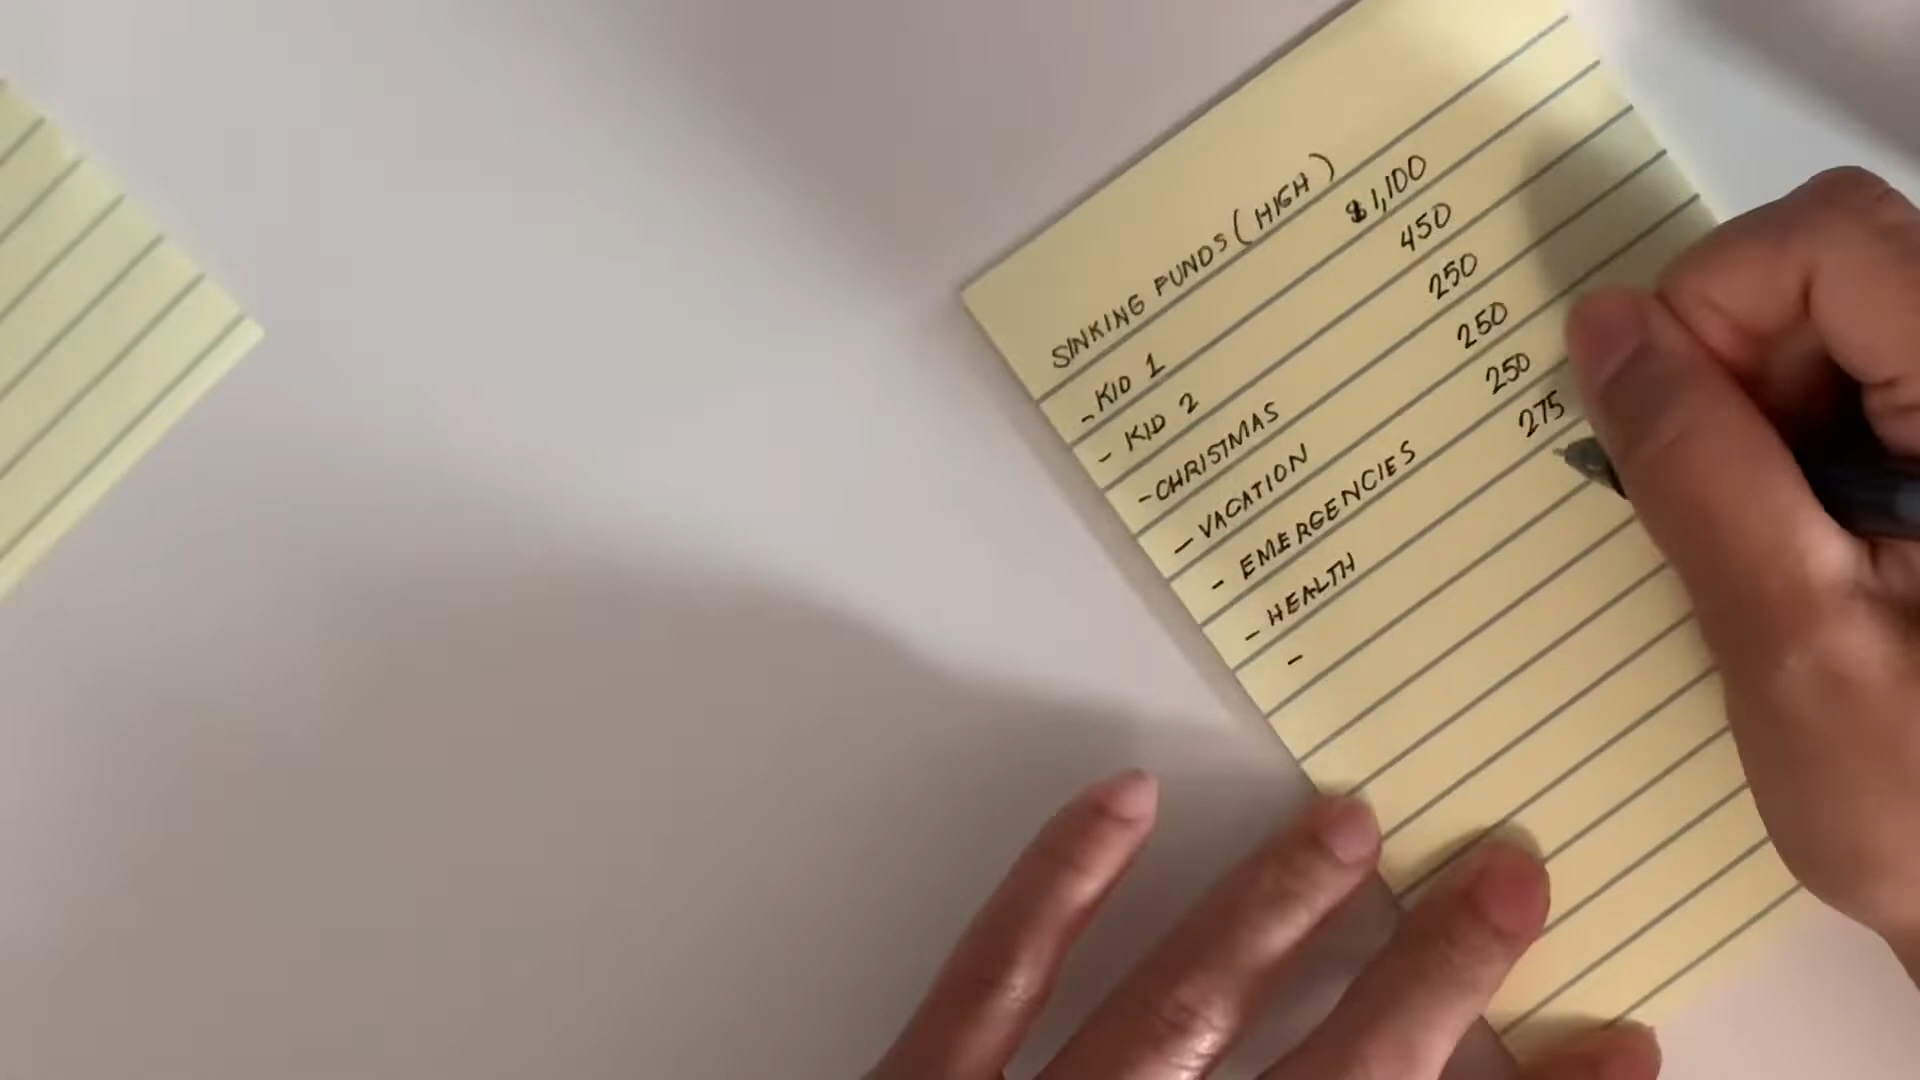 SINKING FUNDS (HIGH)
- KID 1 $1,100
- KID 2 450
- CHRISTMAS 250
- VACATION 250
- EMERGENCIES 250
- HEALTH 275
-